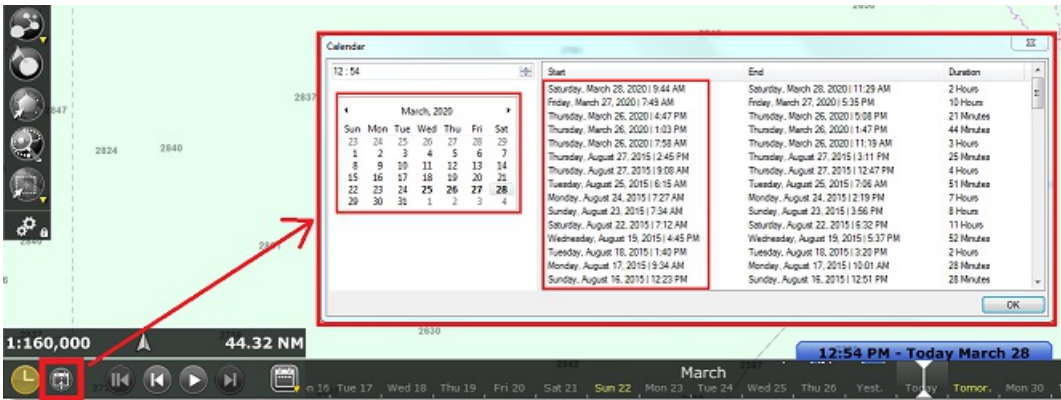 2847
2824
2840
2837
Calendar
12 : 54
March, 2020
Sun Mon Tue Wed Thu Fri Sat
23 24 25 26 27 28 29
1 2 3 4 5 6 7
8 9 10 11 12 13 14
15 16 17 18 19 20 21
22 23 24 25 26 27 28
29 30 31 1 2 3 4
Start End Duration
Saturday, March 28, 2020 | 9:44 AM Saturday, March 28, 2020 | 11:29 AM 2 Hours
Friday, March 27, 2020 | 7:49 AM Friday, March 27, 2020 | 5:35 PM 10 Hours
Thursday, March 26, 2020 | 4:47 PM Thursday, March 26, 2020 | 5:08 PM 21 Minutes
Thursday, March 26, 2020 | 1:03 PM Thursday, March 26, 2020 | 1:47 PM 44 Minutes
Thursday, March 26, 2020 | 7:58 AM Thursday, March 26, 2020 | 11:19 AM 3 Hours
Thursday, August 27, 2015 | 2:45 PM Thursday, August 27, 2015 | 3:11 PM 25 Minutes
Thursday, August 27, 2015 | 9:08 AM Thursday, August 27, 2015 | 12:47 PM 4 Hours
Tuesday, August 25, 2015 | 6:15 AM Tuesday, August 25, 2015 | 7:06 AM 51 Minutes
Monday, August 24, 2015 | 7:27 AM Monday, August 24, 2015 | 2:19 PM 7 Hours
Sunday, August 23, 2015 | 7:34 AM Sunday, August 23, 2015 | 3:56 PM 8 Hours
Saturday, August 22, 2015 | 7:12 AM Saturday, August 22, 2015 | 6:32 PM 11 Hours
Wednesday, August 19, 2015 | 4:45 PM Wednesday, August 19, 2015 | 5:37 PM 52 Minutes
Tuesday, August 18, 2015 | 1:40 PM Tuesday, August 18, 2015 | 3:20 PM 2 Hours
Monday, August 17, 2015 | 9:34 AM Monday, August 17, 2015 | 10:01 AM 28 Minutes
Sunday, August 16, 2015 | 12:23 PM Sunday, August 16, 2015 | 12:51 PM 28 Minutes
OK
2630
1:160,000 44.32 NM
12:54 PM - Today March 28
March
n 16 Tue 17 Wed 18 Thu 19 Fri 20 Sat 21 Sun 22 Mon 23 Tue 24 Wed 25 Thu 26 Yest. Today Tomor. Mon 30